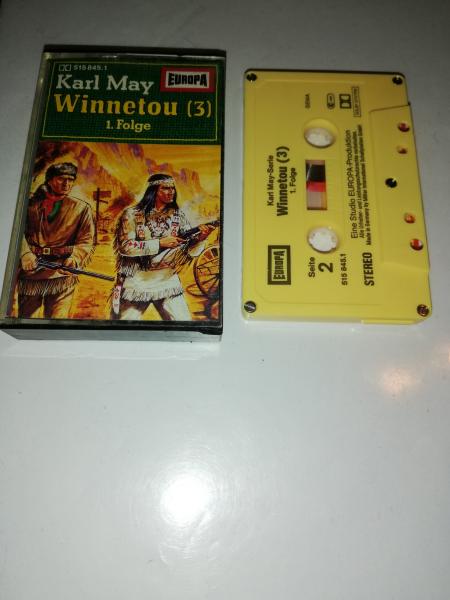 515 845.1
Karl May
EUROPA
Winnetou (3)
1. Folge
Karl May-Serie
Winnetou (3)
1. Folge
Eine Studio EUROPA-Produktion
EUROPA
Seite
2
515 845.1
STEREO